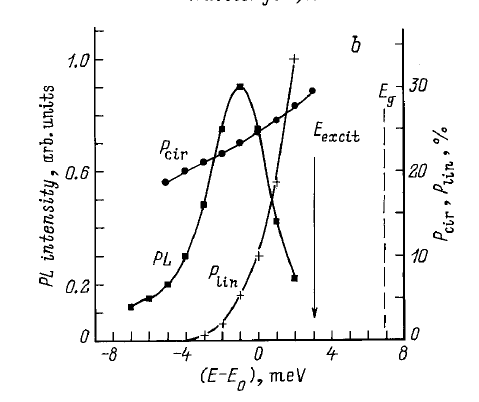 b
1.0
0.6
0.2
0
PL intensity, arb. units
P_cir
PL
P_lin
E_excit
E_g
30
20
10
0
P_cir, P_lin, %
-8 -4 0 4 8
(E-E_0), meV